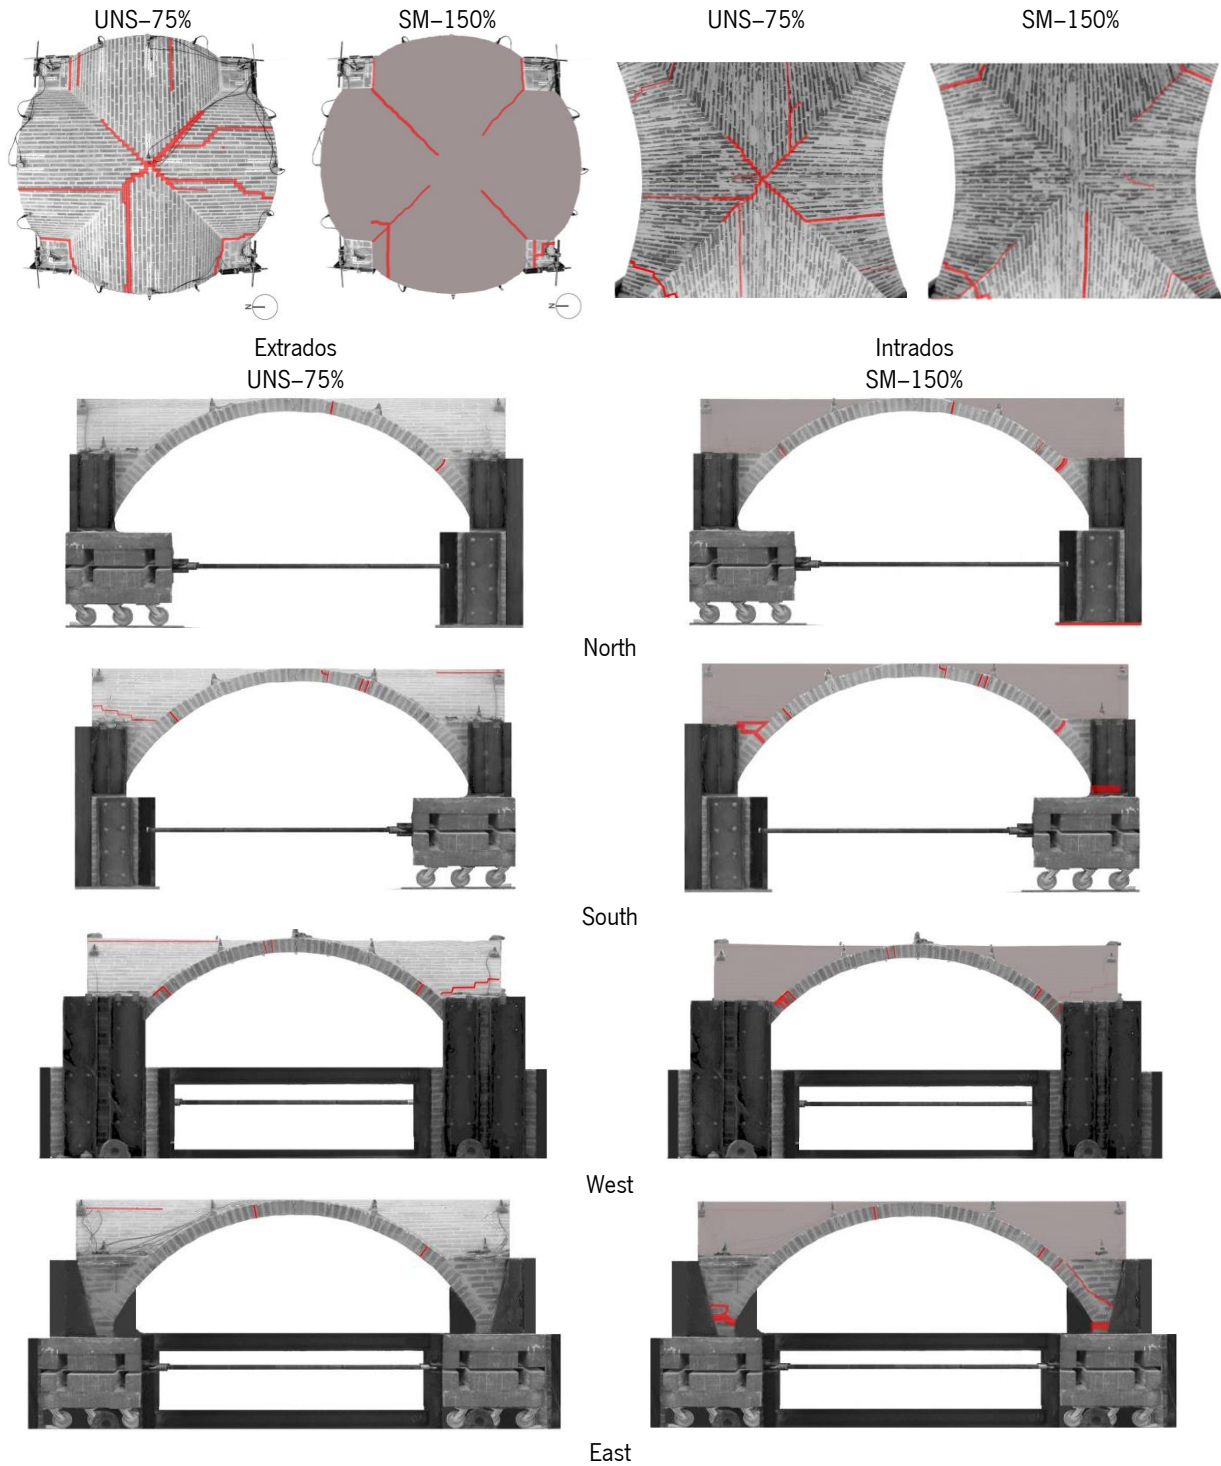 UNS–75%
SM–150%
UNS–75%
SM–150%
N
N
Extrados
Intrados
UNS–75%
SM–150%
North
South
West
East